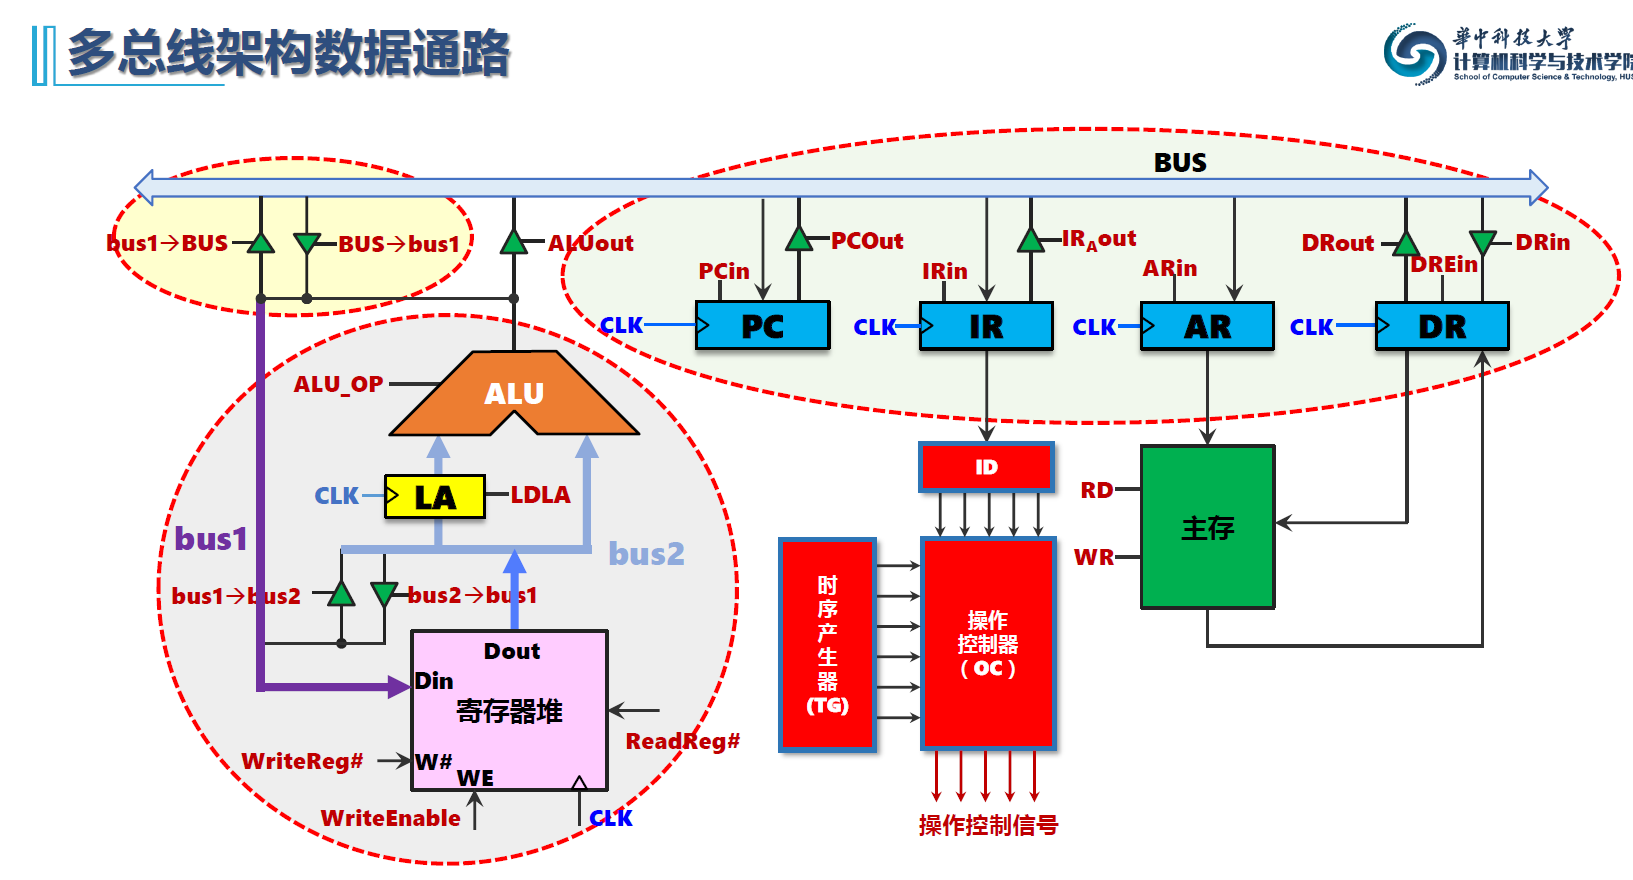 多总线架构数据通路
華中科技大学
计算机科学与技术学院
School of Computer Science & Technology, HUS
BUS
bus1→BUS
BUS→bus1
ALUout
PCin
PCOut
IRin
IRAout
ARin
DRout
DREin
DRin
CLK
PC
CLK
IR
CLK
AR
CLK
DR
ALU_OP
ALU
CLK
LA
LDLA
bus1
bus2
bus1→bus2
bus2→bus1
Dout
Din
寄存器堆
ReadReg#
WriteReg#
W#
WE
WriteEnable
CLK
ID
时
序
产
生
器
(TG)
操作
控制器
（OC）
操作控制信号
RD
WR
主存